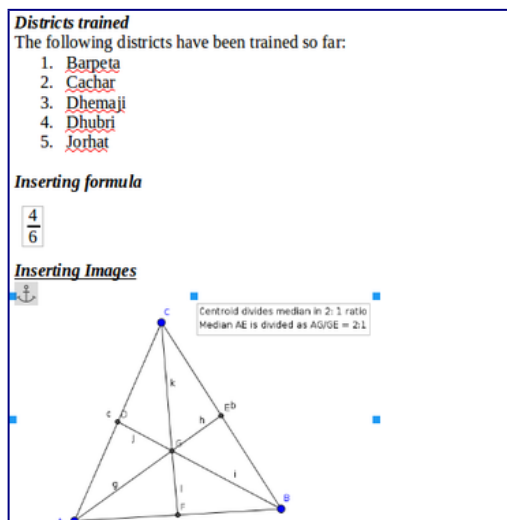 Districts trained
The following districts have been trained so far:
1. Barpeta
2. Cachar
3. Dhemaji
4. Dhubri
5. Jorhat
Inserting formula
4
6
Inserting Images
C
Centroid divides median in 2: 1 ratio
Median AE is divided as AG/GE = 2:1
k
c D h E b
j G
g l i
F B
A